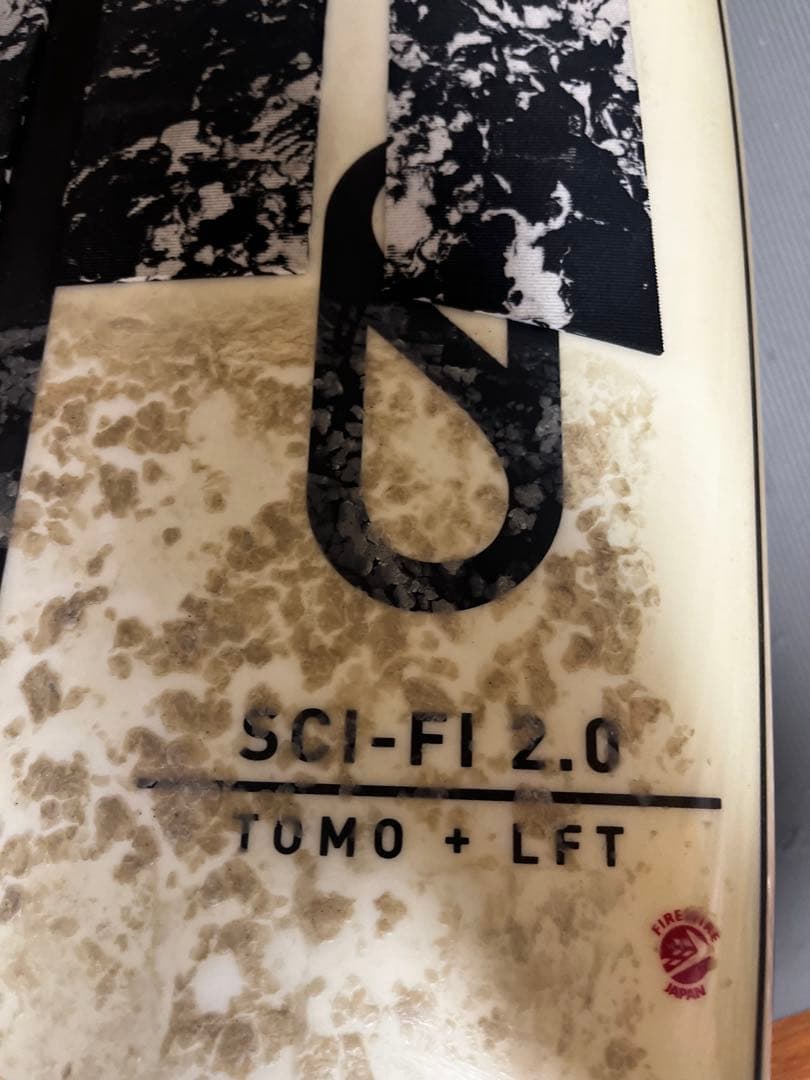 SCI-FI 2.0
TOMO + LFT
FIREWIRE
JAPAN